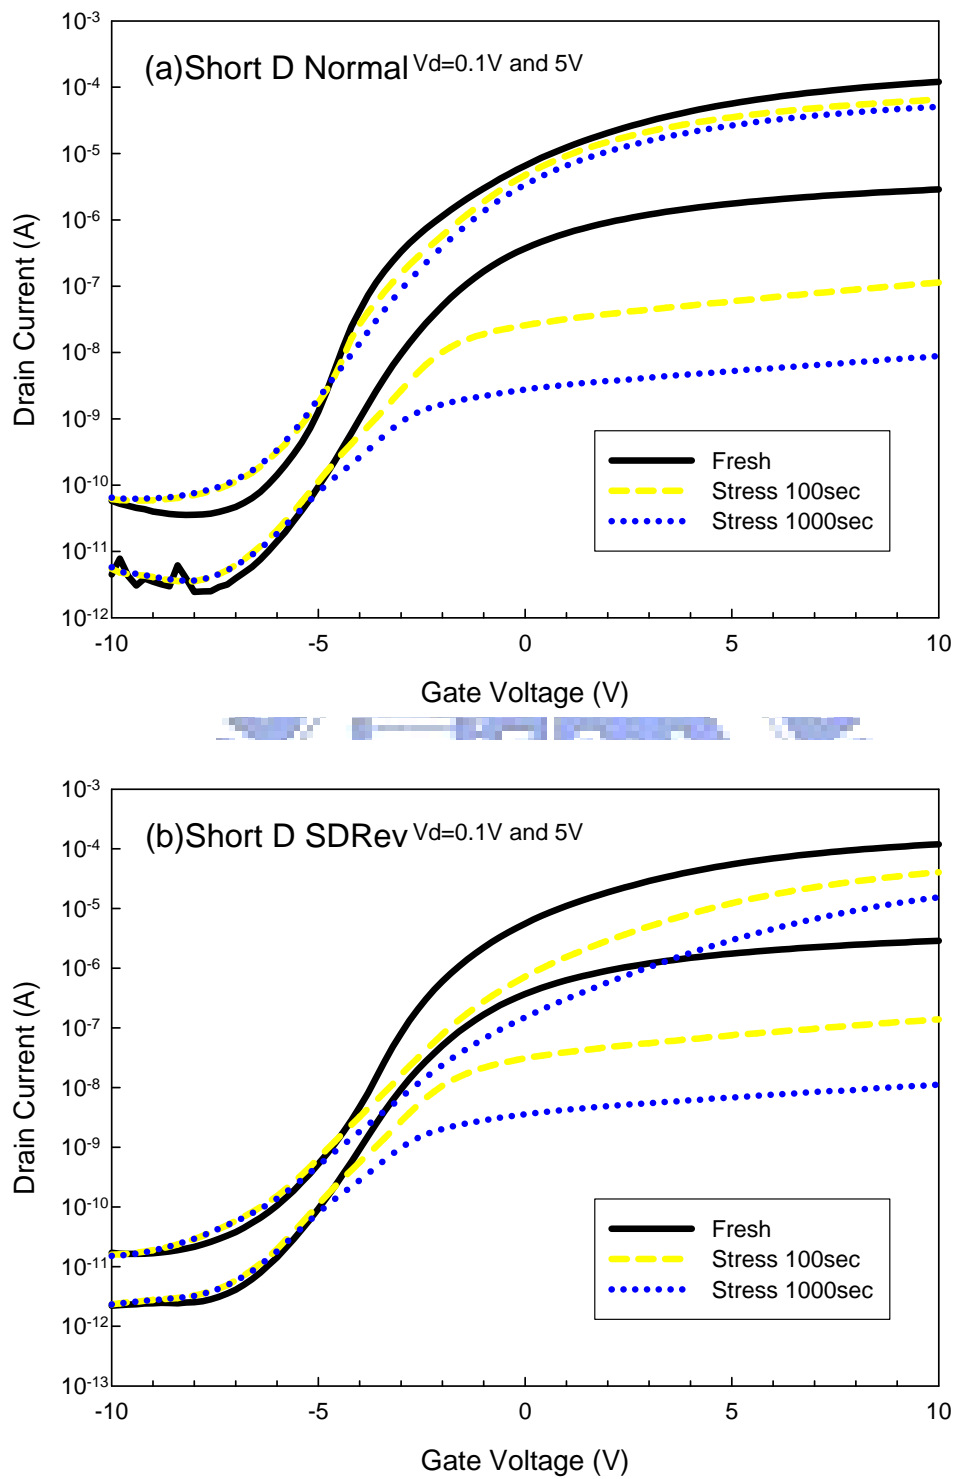 (a)Short D Normal Vd=0.1V and 5V
10-3
10-4
10-5
10-6
10-7
10-8
10-9
10-10
10-11
10-12
Drain Current (A)
Fresh
Stress 100sec
Stress 1000sec
-10 -5 0 5 10
Gate Voltage (V)
(b)Short D SDRev Vd=0.1V and 5V
10-3
10-4
10-5
10-6
10-7
10-8
10-9
10-10
10-11
10-12
10-13
Drain Current (A)
Fresh
Stress 100sec
Stress 1000sec
-10 -5 0 5 10
Gate Voltage (V)